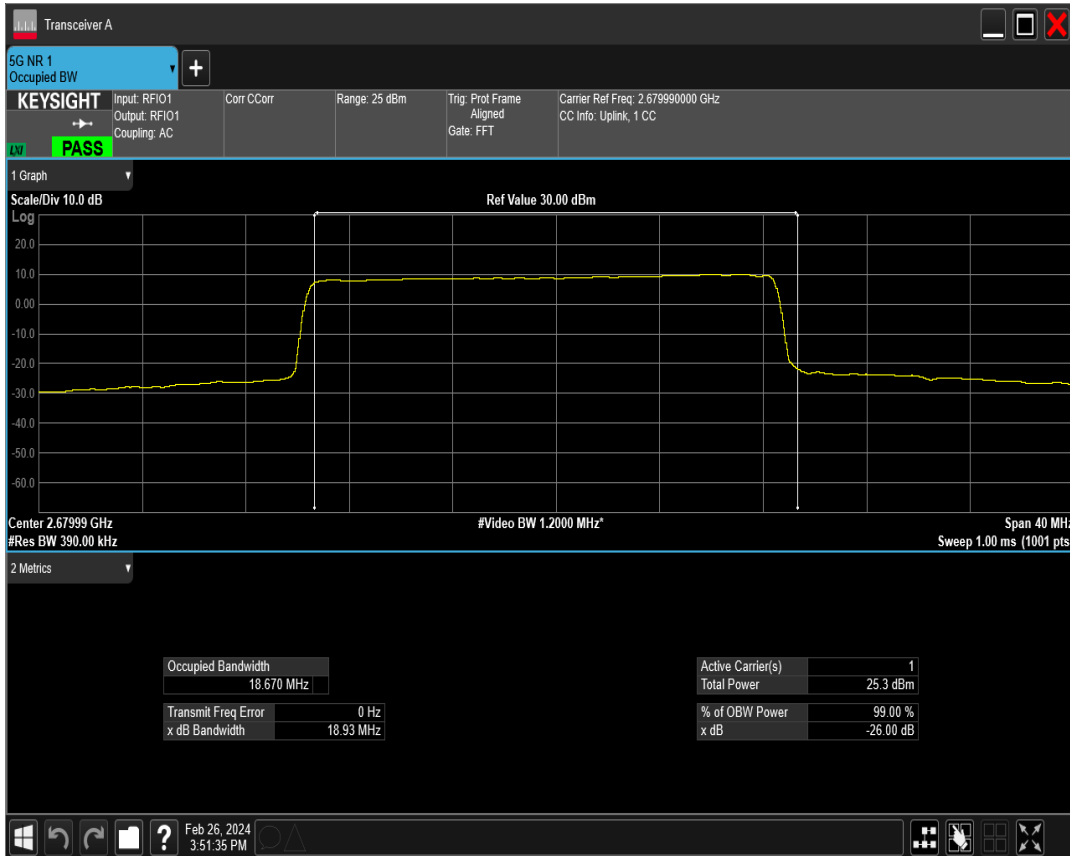 Transceiver A
5G NR 1
Occupied BW
KEYSIGHT
LXI
PASS
Input: RFIO1
Output: RFIO1
Coupling: AC
Corr CCorr
Range: 25 dBm
Trig: Prot Frame
Aligned
Gate: FFT
Carrier Ref Freq: 2.679990000 GHz
CC Info: Uplink, 1 CC
1 Graph
Scale/Div 10.0 dB
Ref Value 30.00 dBm
Log
20.0
10.0
0.00
-10.0
-20.0
-30.0
-40.0
-50.0
-60.0
Center 2.67999 GHz
#Video BW 1.2000 MHz*
Span 40 MHz
#Res BW 390.00 kHz
Sweep 1.00 ms (1001 pts
2 Metrics
Occupied Bandwidth
18.670 MHz
Transmit Freq Error 0 Hz
x dB Bandwidth 18.93 MHz
Active Carrier(s) 1
Total Power 25.3 dBm
% of OBW Power 99.00 %
x dB -26.00 dB
?
Feb 26, 2024
3:51:35 PM